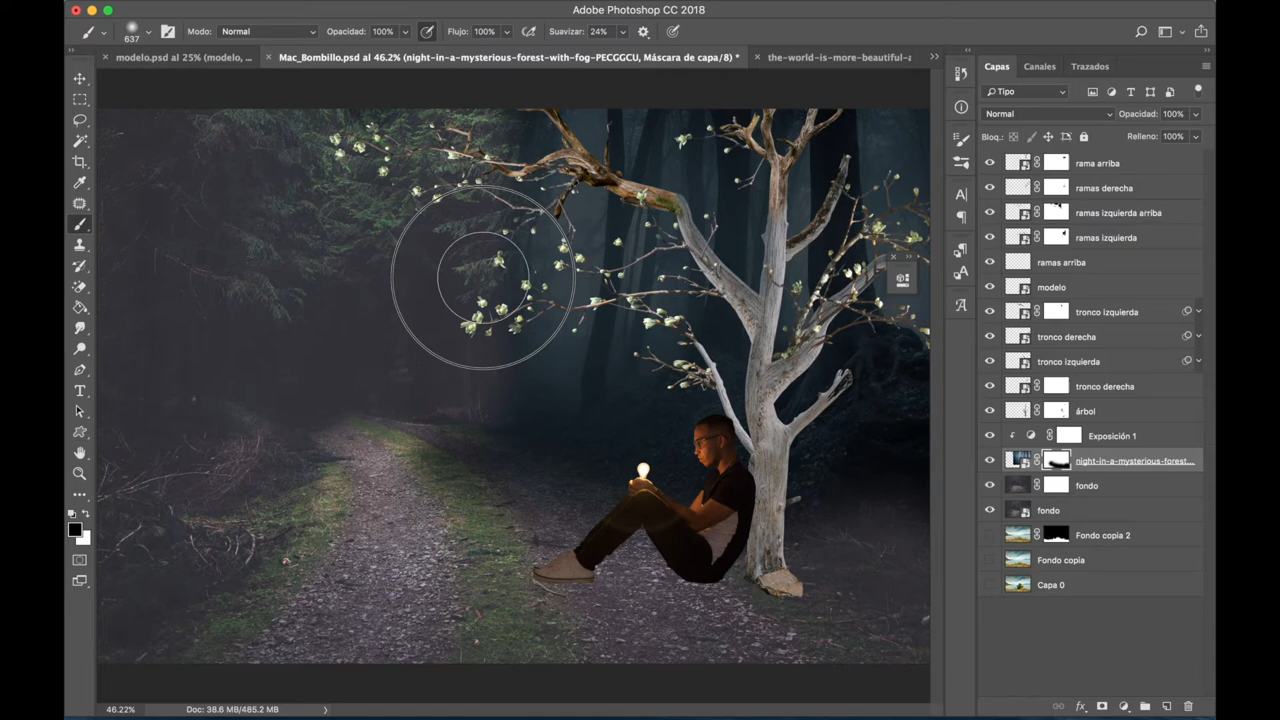 Adobe Photoshop CC 2018
637 Modo: Normal Opacidad: 100% Flujo: 100% Suavizar: 24%
modelo.psd al 25% (modelo, ... Mac_Bombillo.psd al 46.2% (night-in-a-mysterious-forest-with-fog-PECGGCU, Máscara de capa/8) * the-world-is-more-beautiful-a
Capas Canales Trazados
Tipo
Normal Opacidad: 100%
Bloq.: Relleno: 100%
rama arriba
ramas derecha
ramas izquierda arriba
ramas izquierda
ramas arriba
modelo
tronco izquierda
tronco derecha
tronco izquierda
tronco derecha
árbol
Exposición 1
night-in-a-mysterious-forest...
fondo
fondo
Fondo copia 2
Fondo copia
Capa 0
46.22% Doc: 38.6 MB/485.2 MB